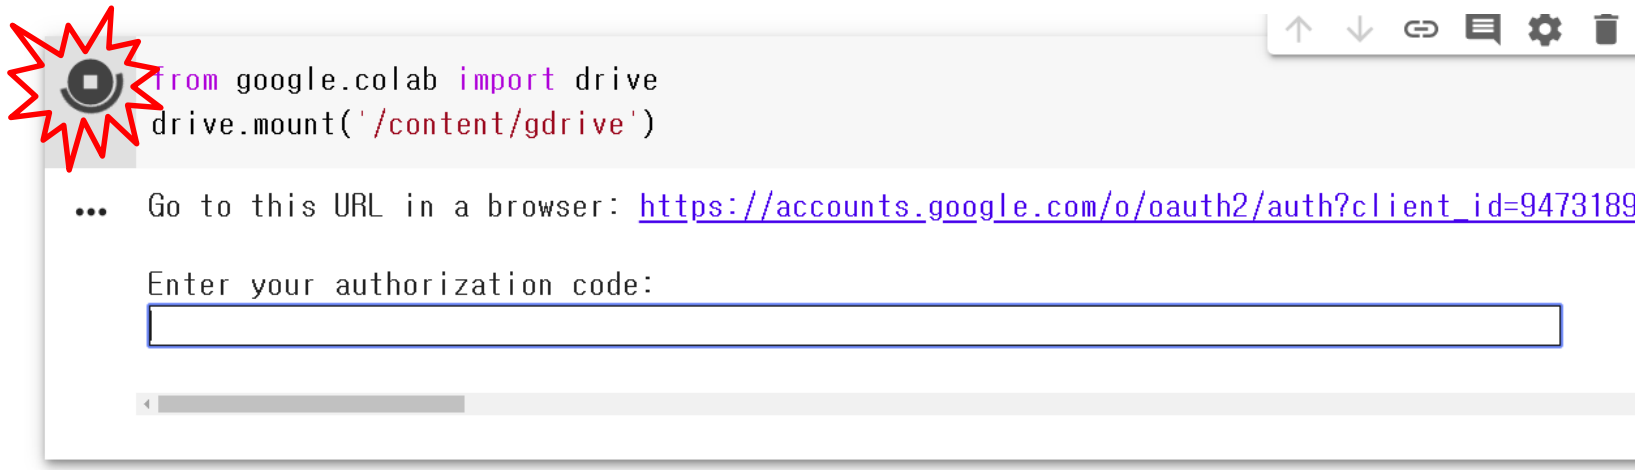 from google.colab import drive
drive.mount('/content/gdrive')
Go to this URL in a browser: https://accounts.google.com/o/oauth2/auth?client_id=9473189
Enter your authorization code: